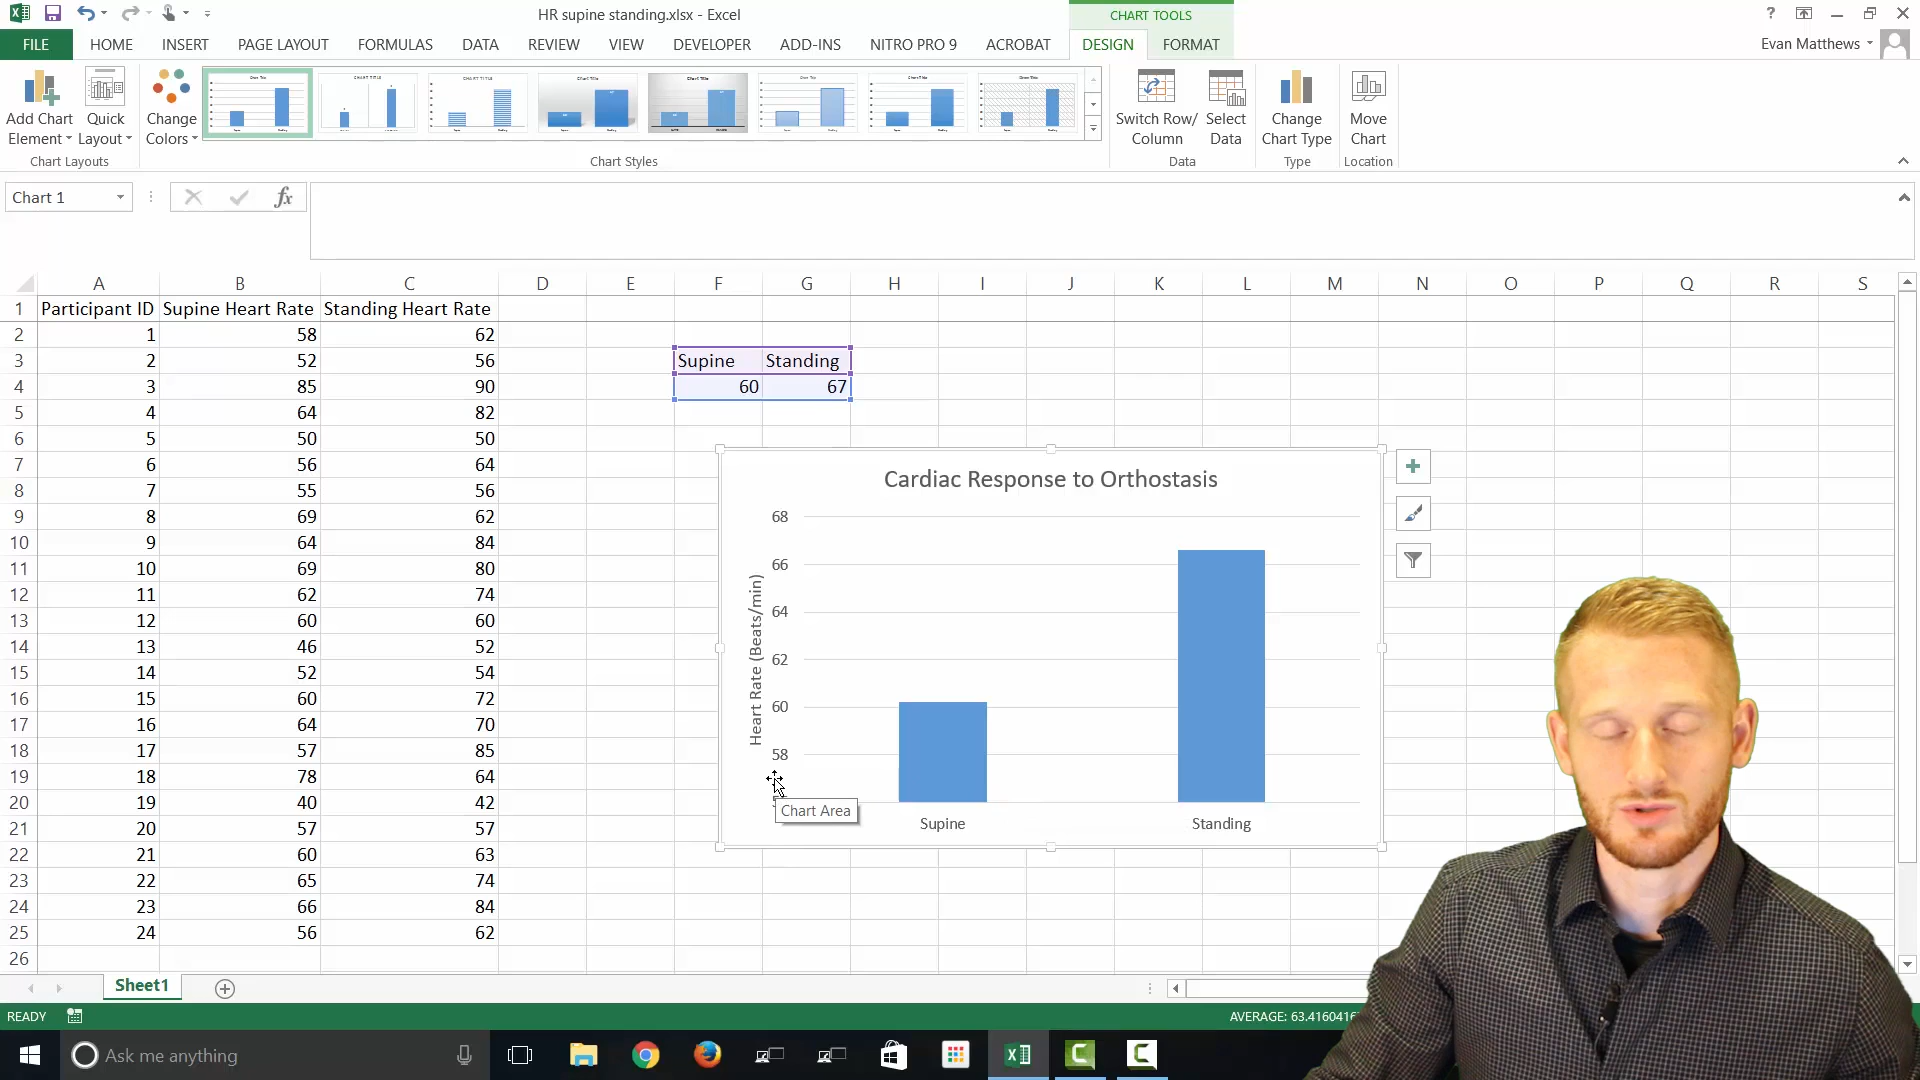 HR supine standing.xlsx - Excel
CHART TOOLS
FILE HOME INSERT PAGE LAYOUT FORMULAS DATA REVIEW VIEW DEVELOPER ADD-INS NITRO PRO 9 ACROBAT DESIGN FORMAT Evan Matthews
Add Chart Element
Quick Layout
Change Colors
Switch Row/ Column
Select Data
Change Chart Type
Move Chart
Chart Layouts Chart Styles Data Type Location
Chart 1 fx
A B C D E F G H I J K L M N O P Q R S
1 Participant ID Supine Heart Rate Standing Heart Rate
2 1 58 62
3 2 52 56 Supine Standing
4 3 85 90 60 67
5 4 64 82
6 5 50 50
7 6 56 64
8 7 55 56
9 8 69 62
10 9 64 84
11 10 69 80
12 11 62 74
13 12 60 60
14 13 46 52
15 14 52 54
16 15 60 72
17 16 64 70
18 17 57 85
19 18 78 64
20 19 40 42
21 20 57 57
22 21 60 63
23 22 65 74
24 23 66 84
25 24 56 62
26
Cardiac Response to Orthostasis
68
66
64
62
60
58
Heart Rate (Beats/min)
Chart Area
Supine Standing
Sheet1
READY AVERAGE: 63.416041
Ask me anything